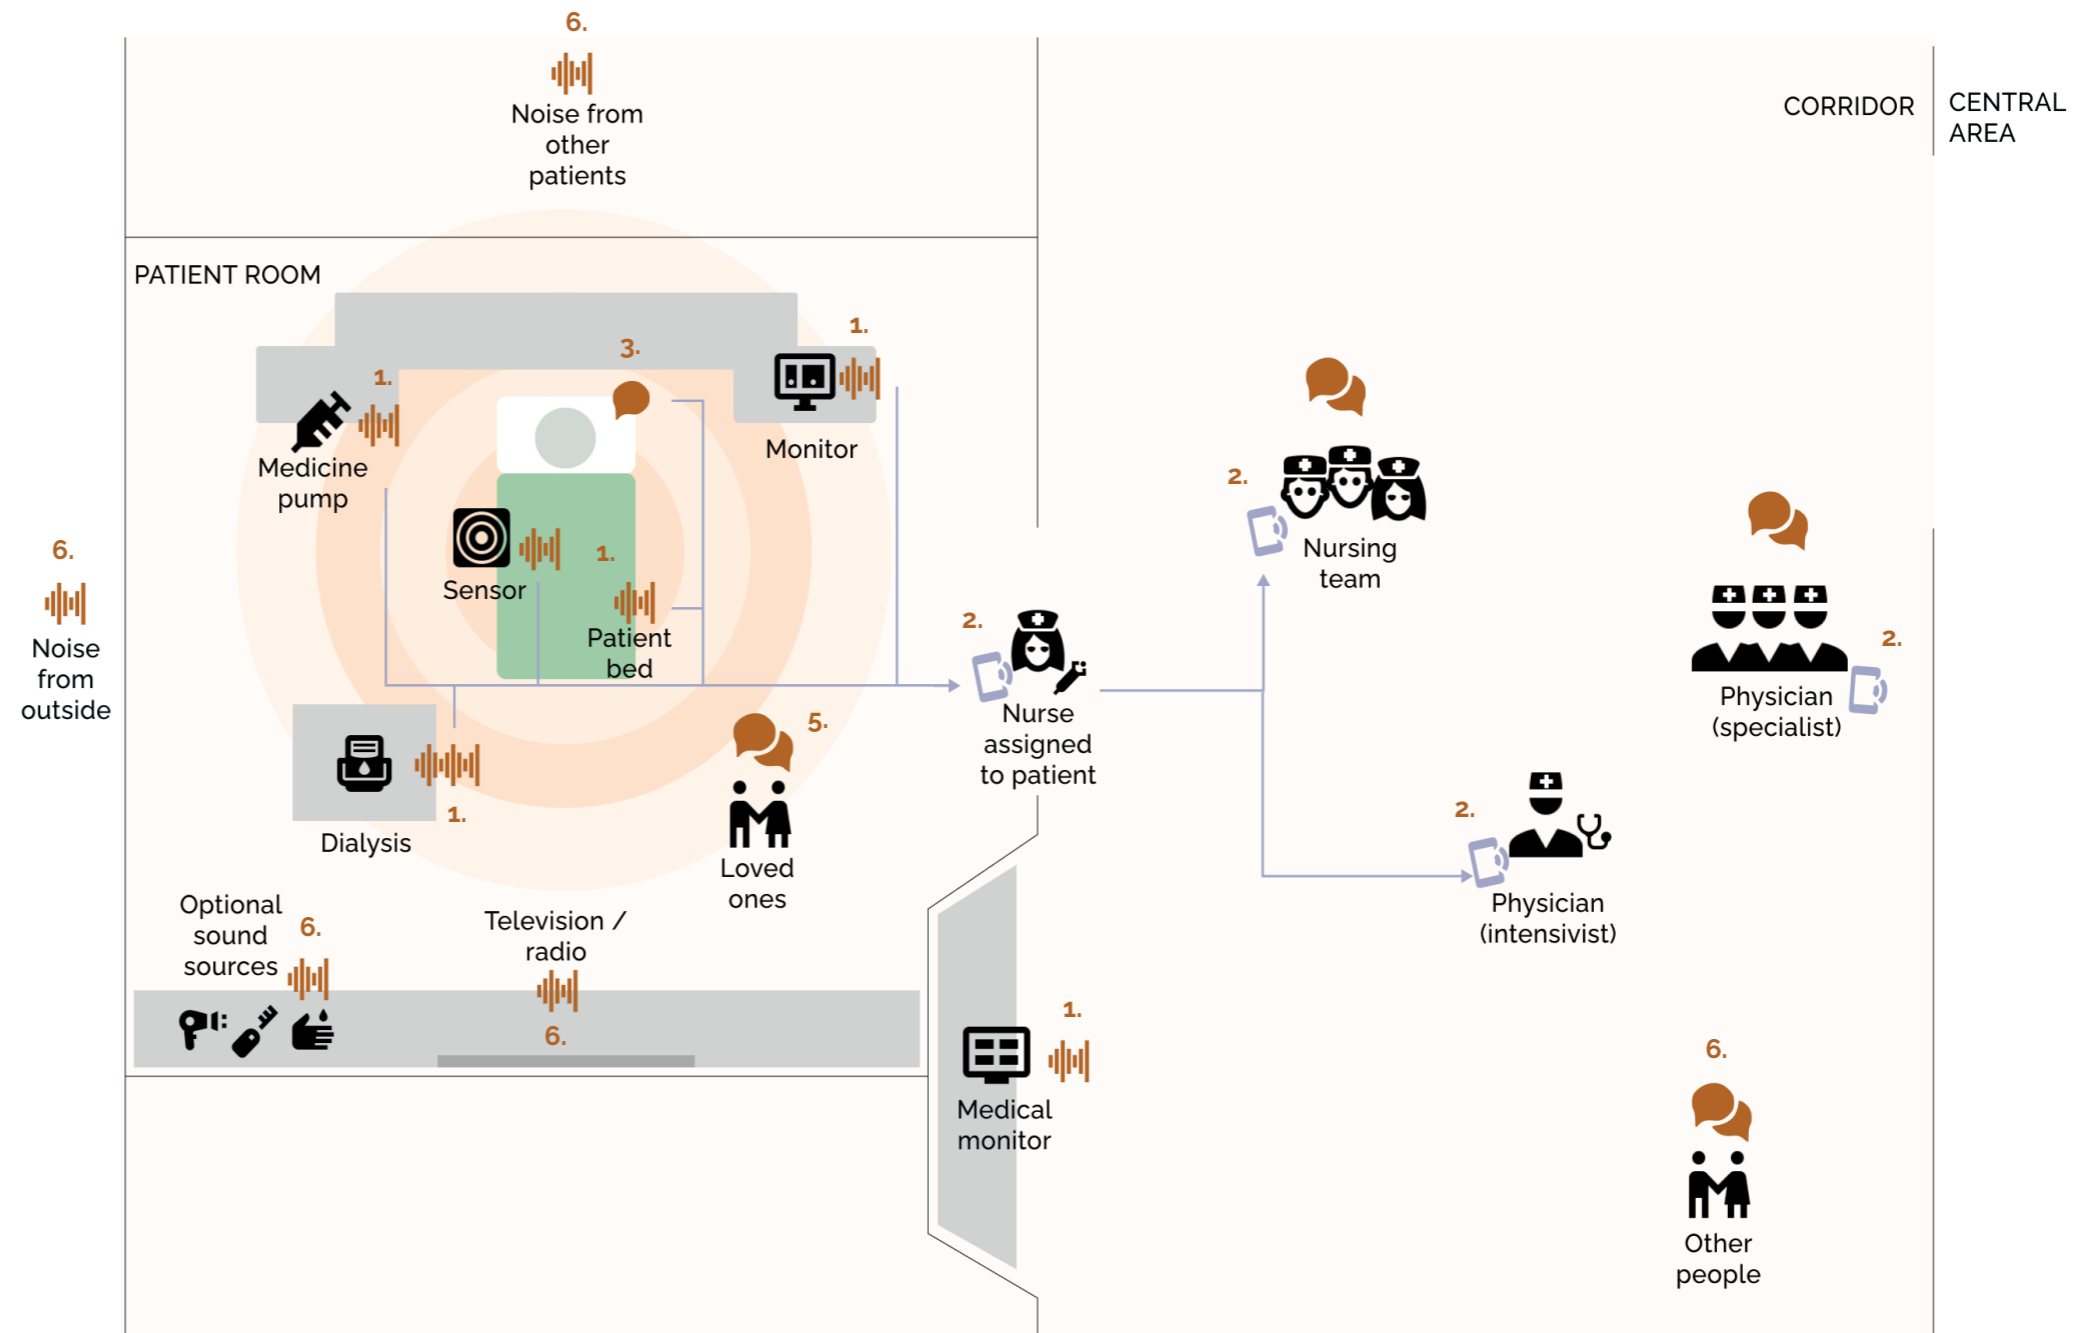 6.
Noise from
other
patients
CORRIDOR
CENTRAL
AREA
PATIENT ROOM
1.
Medicine
pump
3.
1.
Monitor
Sensor
1.
Patient
bed
6.
Noise
from
outside
1.
Dialysis
5.
Loved
ones
2.
Nurse
assigned
to patient
2.
Nursing
team
2.
Physician
(specialist)
2.
Physician
(intensivist)
Optional
sound
sources
6.
Television /
radio
6.
1.
Medical
monitor
6.
Other
people